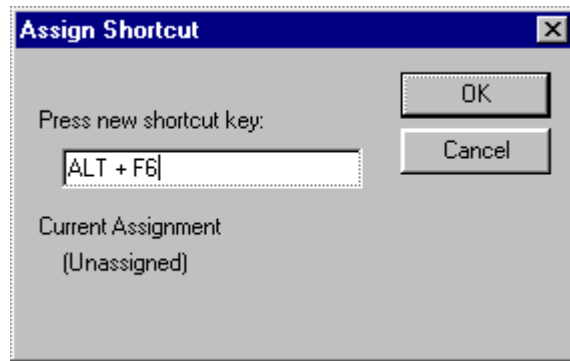 Assign Shortcut
OK
Press new shortcut key:
Cancel
ALT + F6
Current Assignment
(Unassigned)